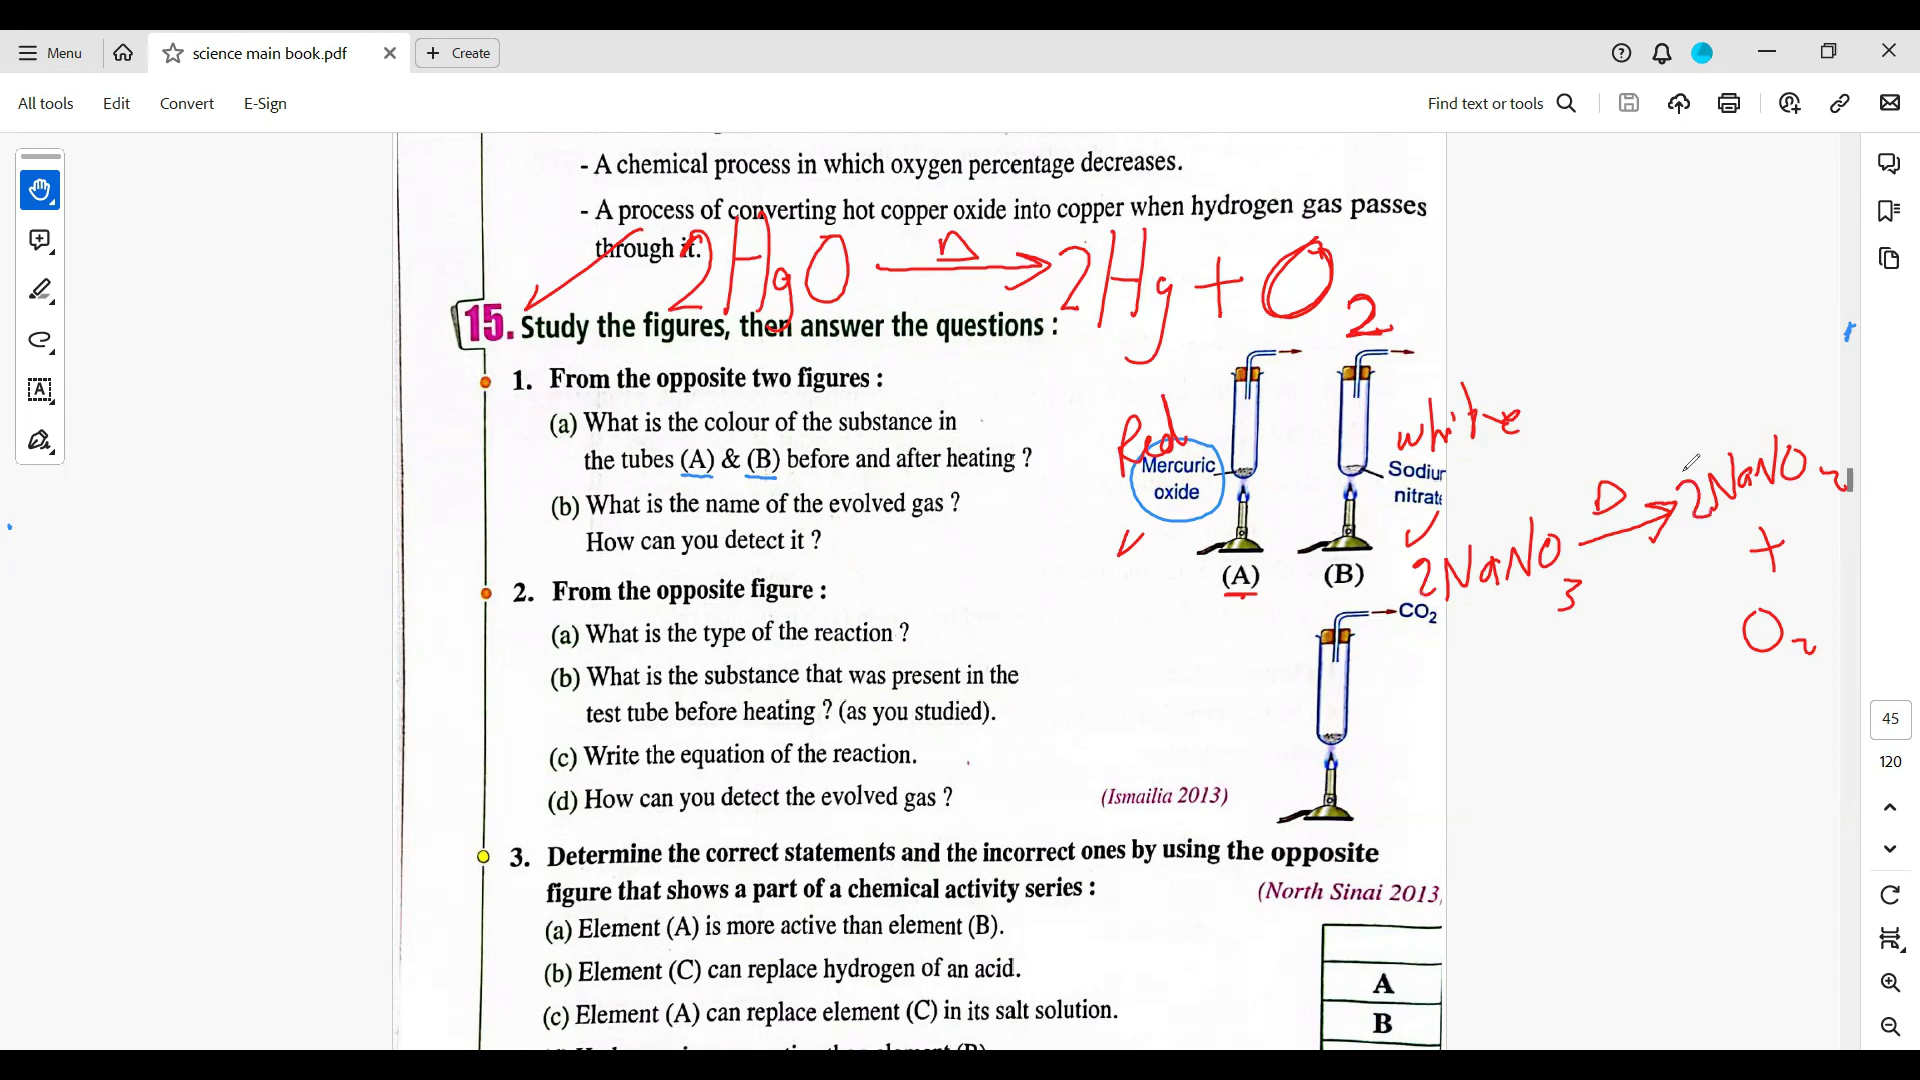 Menu
science main book.pdf
Create
All tools
Edit
Convert
E-Sign
Find text or tools
- A chemical process in which oxygen percentage decreases.
- A process of converting hot copper oxide into copper when hydrogen gas passes
through it.
2HgO →Δ 2Hg + O2
15. Study the figures, then answer the questions :
1. From the opposite two figures :
(a) What is the colour of the substance in
the tubes (A) & (B) before and after heating ?
(b) What is the name of the evolved gas ?
How can you detect it ?
Red
Mercuric
oxide
(A)
white
Sodiu
nitrat
(B)
2NaNO3 →Δ 2NaNO2
+
O2
2. From the opposite figure :
(a) What is the type of the reaction ?
(b) What is the substance that was present in the
test tube before heating ? (as you studied).
(c) Write the equation of the reaction.
(d) How can you detect the evolved gas ?
(Ismailia 2013)
CO2
3. Determine the correct statements and the incorrect ones by using the opposite
figure that shows a part of a chemical activity series :
(North Sinai 2013
(a) Element (A) is more active than element (B).
(b) Element (C) can replace hydrogen of an acid.
(c) Element (A) can replace element (C) in its salt solution.
A
B
45
120